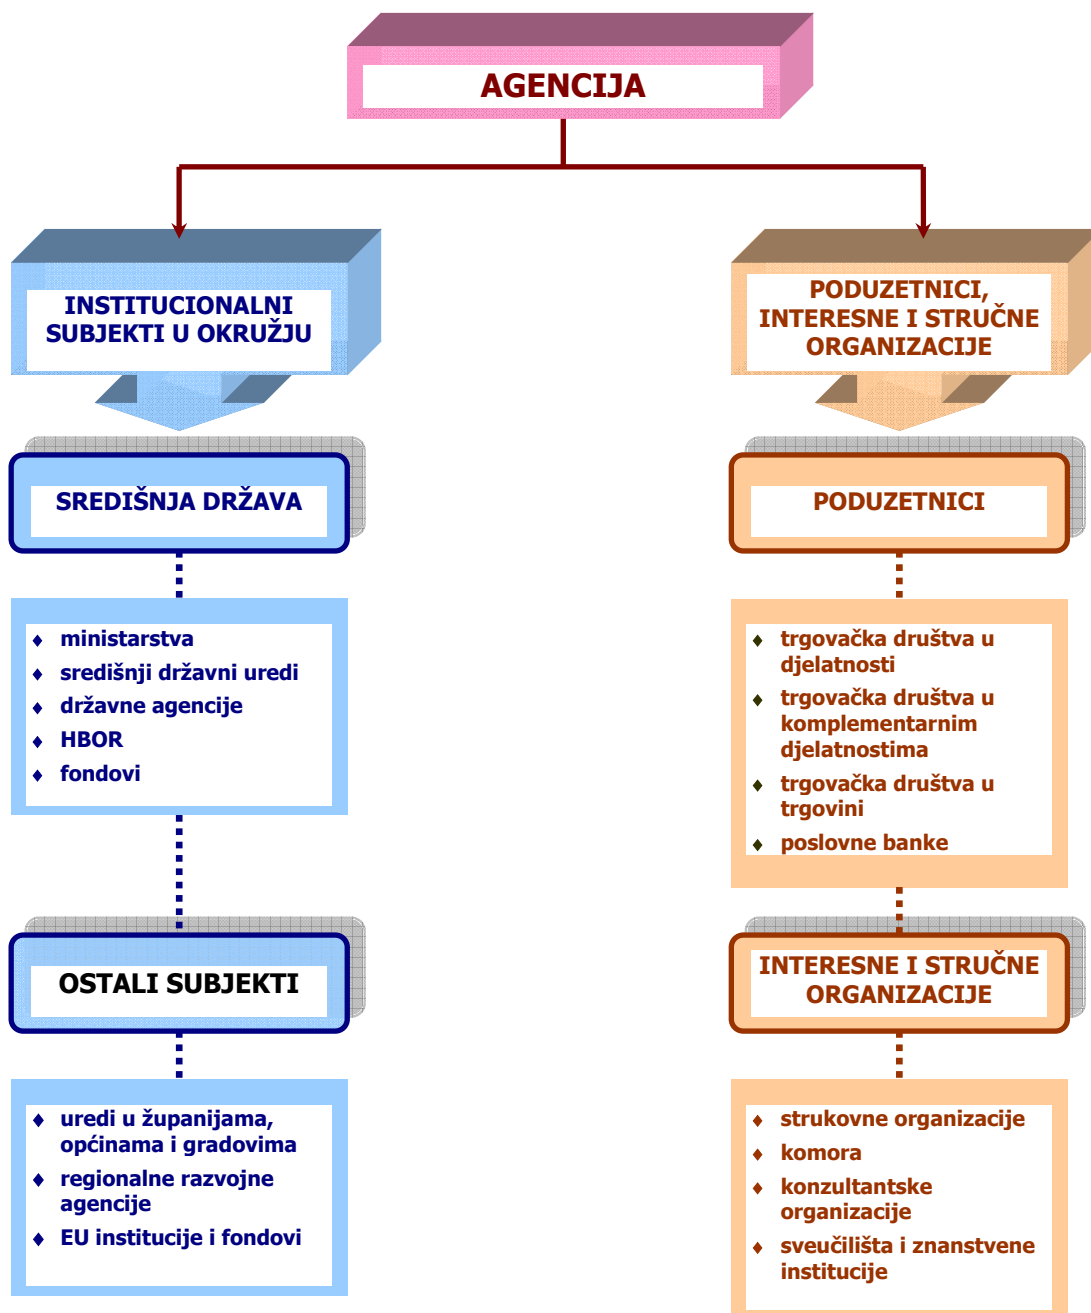 AGENCIJA
INSTITUCIONALNI
SUBJEKTI U OKRUŽJU
SREDIŠNJA DRŽAVA
♦ ministarstva
♦ središnji državni uredi
♦ državne agencije
♦ HBOR
♦ fondovi
OSTALI SUBJEKTI
♦ uredi u županijama,
općinama i gradovima
♦ regionalne razvojne
agencije
♦ EU institucije i fondovi
PODUZETNICI,
INTERESNE I STRUČNE
ORGANIZACIJE
PODUZETNICI
♦ trgovačka društva u
djelatnosti
♦ trgovačka društva u
komplementarnim
djelatnostima
♦ trgovačka društva u
trgovini
♦ poslovne banke
INTERESNE I STRUČNE
ORGANIZACIJE
♦ strukovne organizacije
♦ komora
♦ konzultantske
organizacije
♦ sveučilišta i znanstvene
institucije